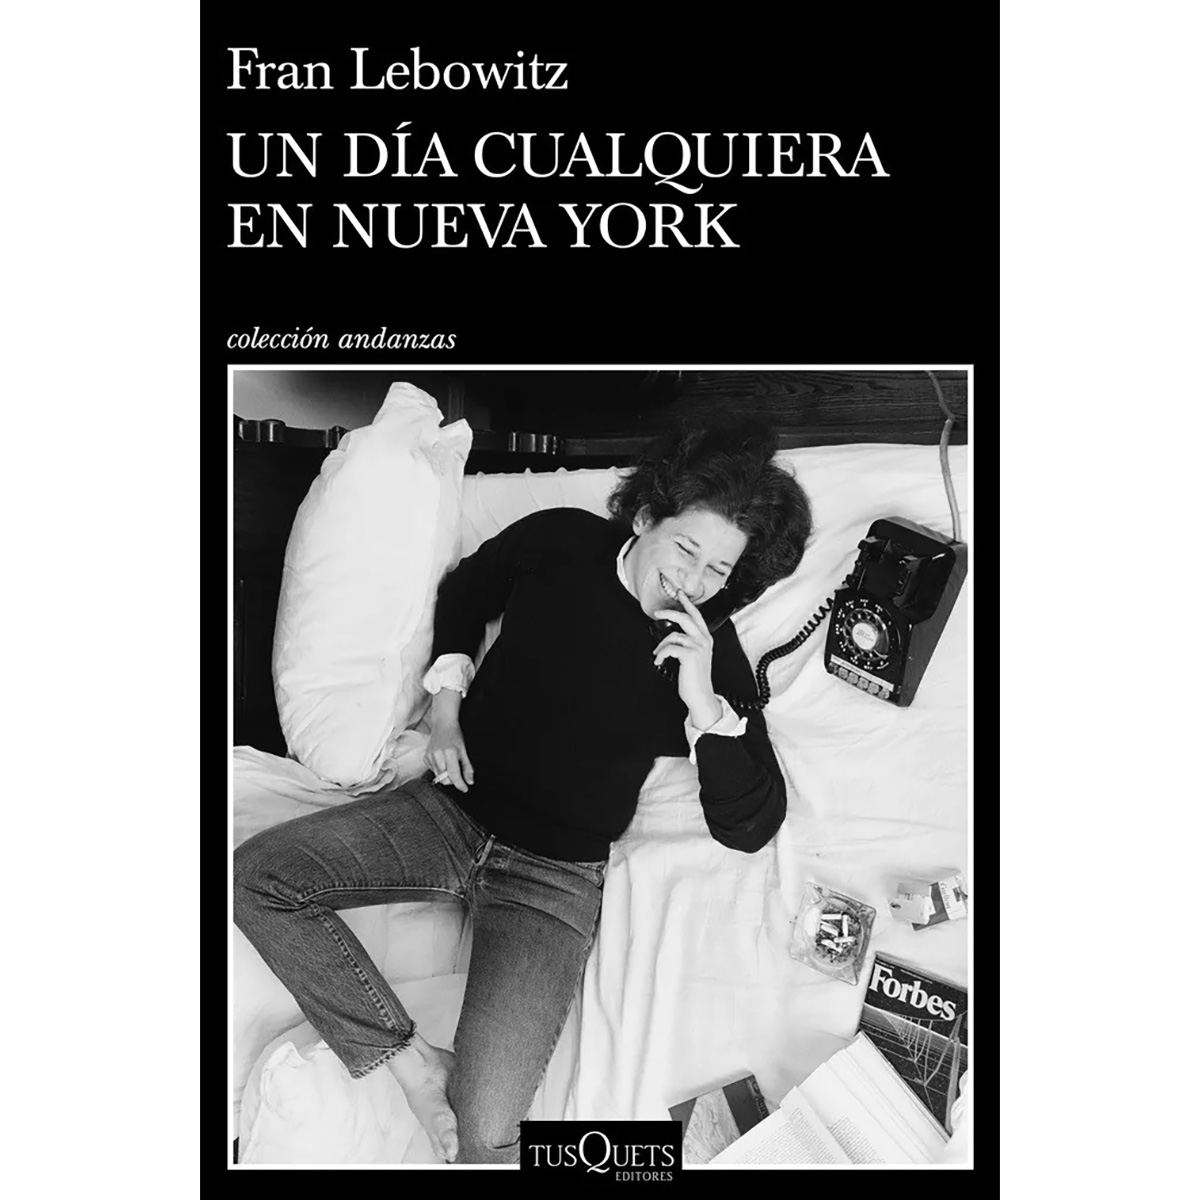 Fran Lebowitz
UN DÍA CUALQUIERA
EN NUEVA YORK
colección andanzas
Forbes
TUSQUETS
EDITORES